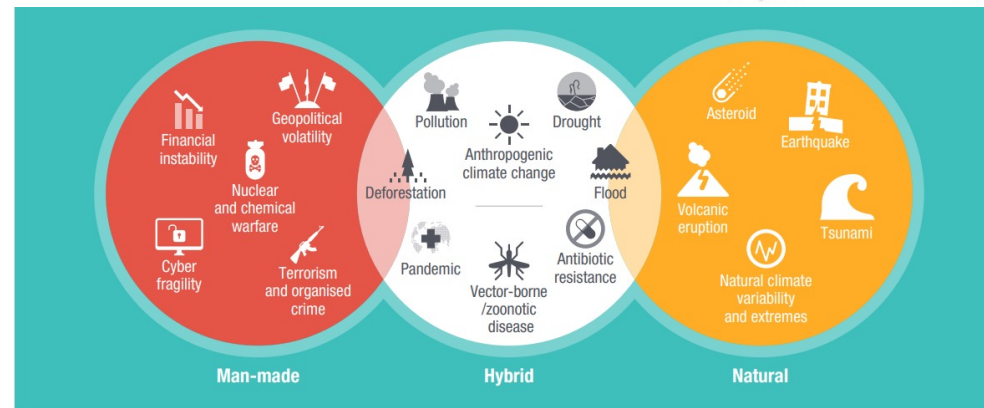 Financial
instability
Geopolitical
volatility
Nuclear
and chemical
warfare
Cyber
fragility
Terrorism
and organised
crime
Deforestation
Pollution
Drought
Anthropogenic
climate change
Flood
Pandemic
Vector-borne
/zoonotic
disease
Antibiotic
resistance
Asteroid
Earthquake
Volcanic
eruption
Tsunami
Natural climate
variability
and extremes
Man-made
Hybrid
Natural